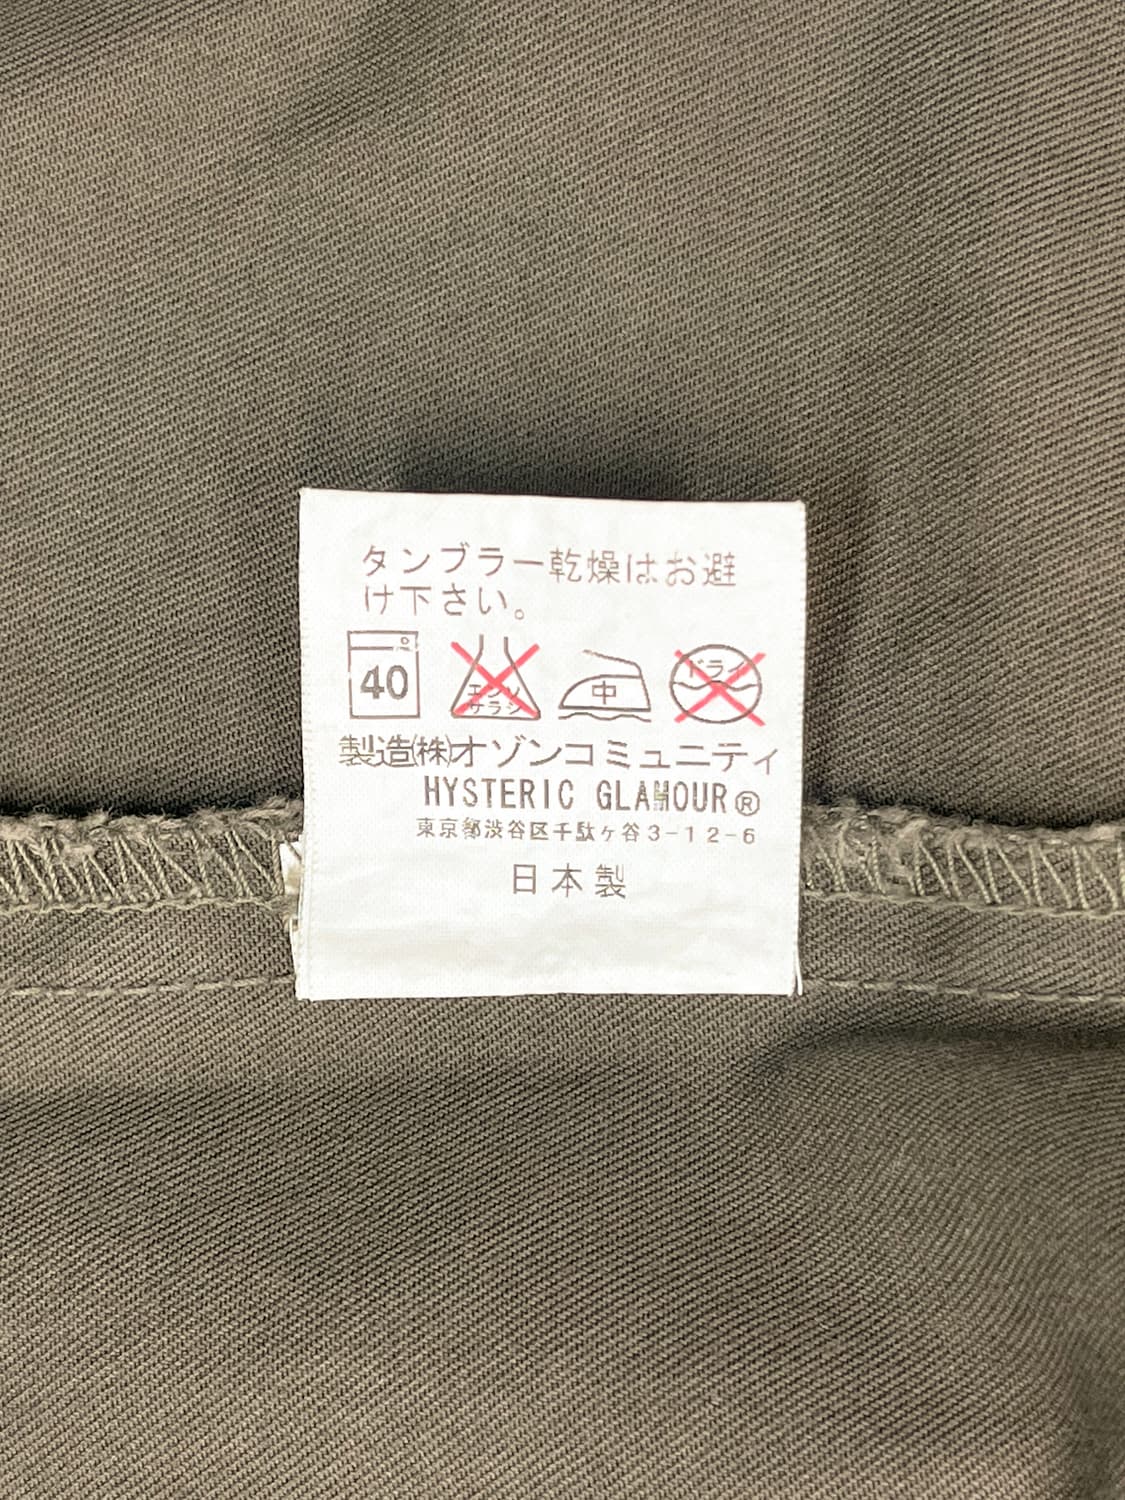 タンブラー乾燥はお避
け下さい。
40 エンソ サラシ 中 ドライ
製造(株)オゾンコミュニティ
HYSTERIC GLAMOUR®
東京都渋谷区千駄ヶ谷3-12-6
日本製